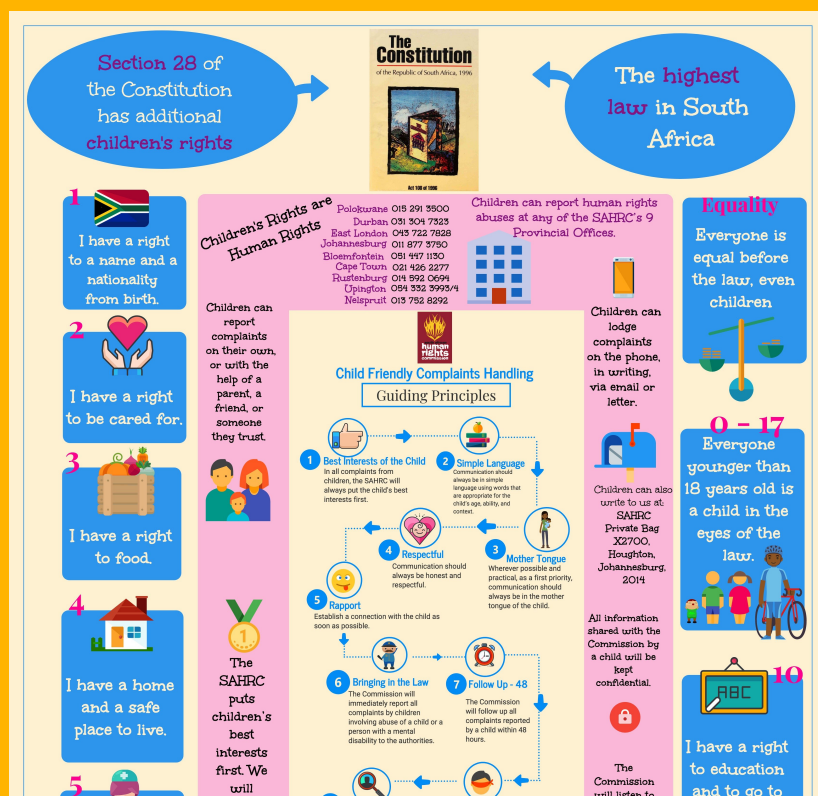 Section 28 of
the Constitution
has additional
children's rights
The
Constitution
of the Republic of South Africa, 1996
Act 108 of 1996
The highest
law in South
Africa
1
I have a right
to a name and a
nationality
from birth.
2
I have a right
to be cared for.
3
I have a right
to food.
4
I have a home
and a safe
place to live.
5
Children's Rights are
Human Rights
Polokwane 015 291 3500
Durban 031 304 7323
East London 043 722 7828
Johannesburg 011 877 3750
Bloemfontein 051 447 1130
Cape Town 021 426 2277
Rustenburg 014 592 0694
Upington 054 332 3993/4
Nelspruit 013 752 8292
Children can report human rights
abuses at any of the SAHRC's 9
Provincial Offices.
Children can
report
complaints
on their own,
or with the
help of a
parent, a
friend, or
someone
they trust.
1
The
SAHRC
puts
children's
best
interests
first. We
will
human
rights
commission
Child Friendly Complaints Handling
Guiding Principles
1 Best Interests of the Child
In all complaints from
children, the SAHRC will
always put the child's best
interests first.
2 Simple Language
Communication should
always be in simple
language using words that
are appropriate for the
child's age, ability, and
context.
3 Mother Tongue
Wherever possible and
practical, as a first priority,
communication should
always be in the mother
tongue of the child.
4 Respectful
Communication should
always be honest and
respectful.
5 Rapport
Establish a connection with the child as
soon as possible.
6 Bringing in the Law
The Commission will
immediately report all
complaints by children
involving abuse of a child or a
person with a mental
disability to the authorities.
7 Follow Up - 48
The Commission
will follow up all
complaints reported
by a child within 48
hours.
Children can
lodge
complaints
on the phone,
in writing,
via email or
letter.
Children can also
write to us at:
SAHRC
Private Bag
X2700,
Houghton,
Johannesburg,
2014
All information
shared with the
Commission by
a child will be
kept
confidential.
The
Commission
will listen to
Equality
Everyone is
equal before
the law, even
children
0 - 17
Everyone
younger than
18 years old is
a child in the
eyes of the
law.
10
ABC
I have a right
to education
and to go to